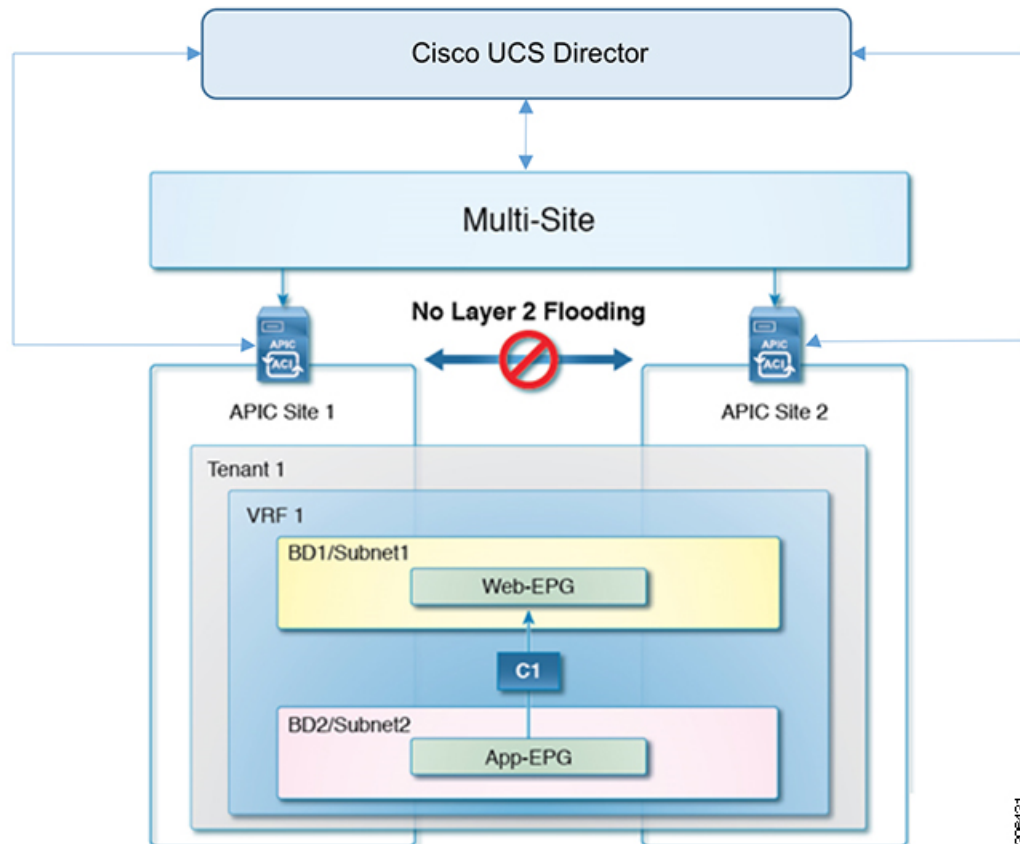 Cisco UCS Director
Multi-Site
No Layer 2 Flooding
APIC
ACI
APIC
ACI
APIC Site 1
APIC Site 2
Tenant 1
VRF 1
BD1/Subnet1
Web-EPG
C1
BD2/Subnet2
App-EPG